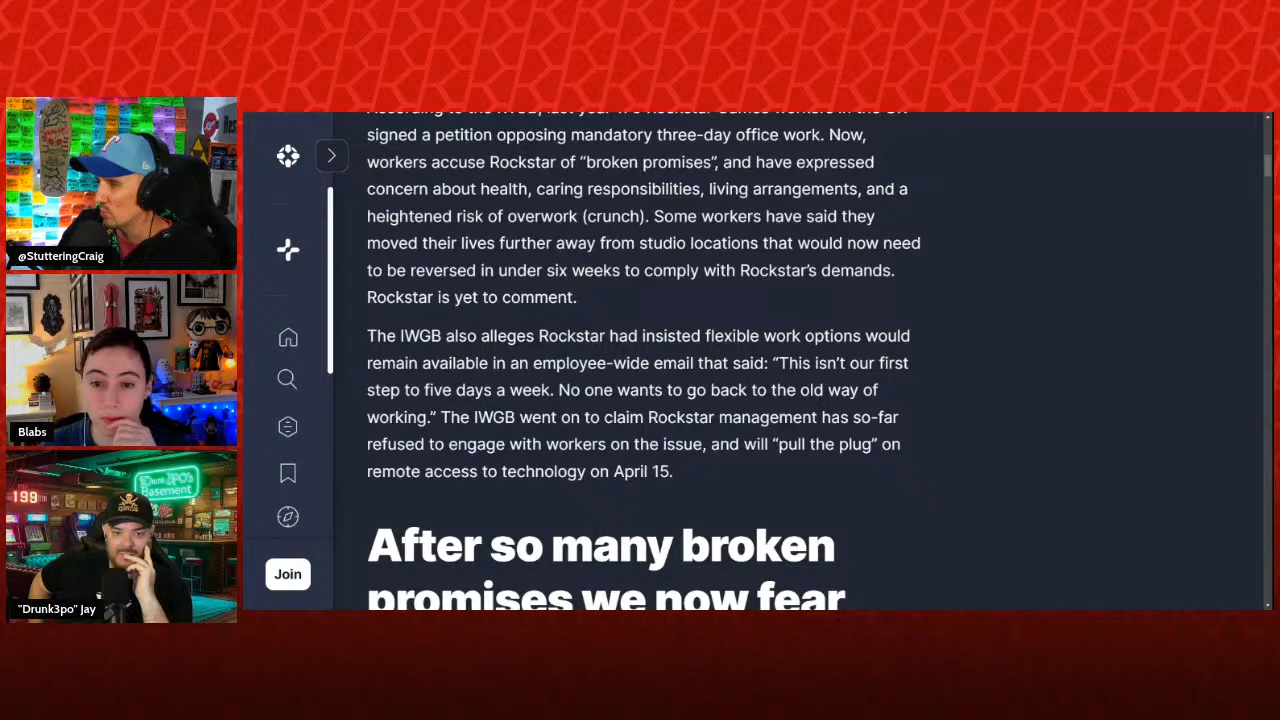 @StutteringCraig
Blabs
199
Drunk 3PO's
Basement
"Drunk3po" Jay
Join
signed a petition opposing mandatory three-day office work. Now,
workers accuse Rockstar of “broken promises”, and have expressed
concern about health, caring responsibilities, living arrangements, and a
heightened risk of overwork (crunch). Some workers have said they
moved their lives further away from studio locations that would now need
to be reversed in under six weeks to comply with Rockstar’s demands.
Rockstar is yet to comment.
The IWGB also alleges Rockstar had insisted flexible work options would
remain available in an employee-wide email that said: “This isn’t our first
step to five days a week. No one wants to go back to the old way of
working.” The IWGB went on to claim Rockstar management has so-far
refused to engage with workers on the issue, and will “pull the plug” on
remote access to technology on April 15.
After so many broken
promises we now fear